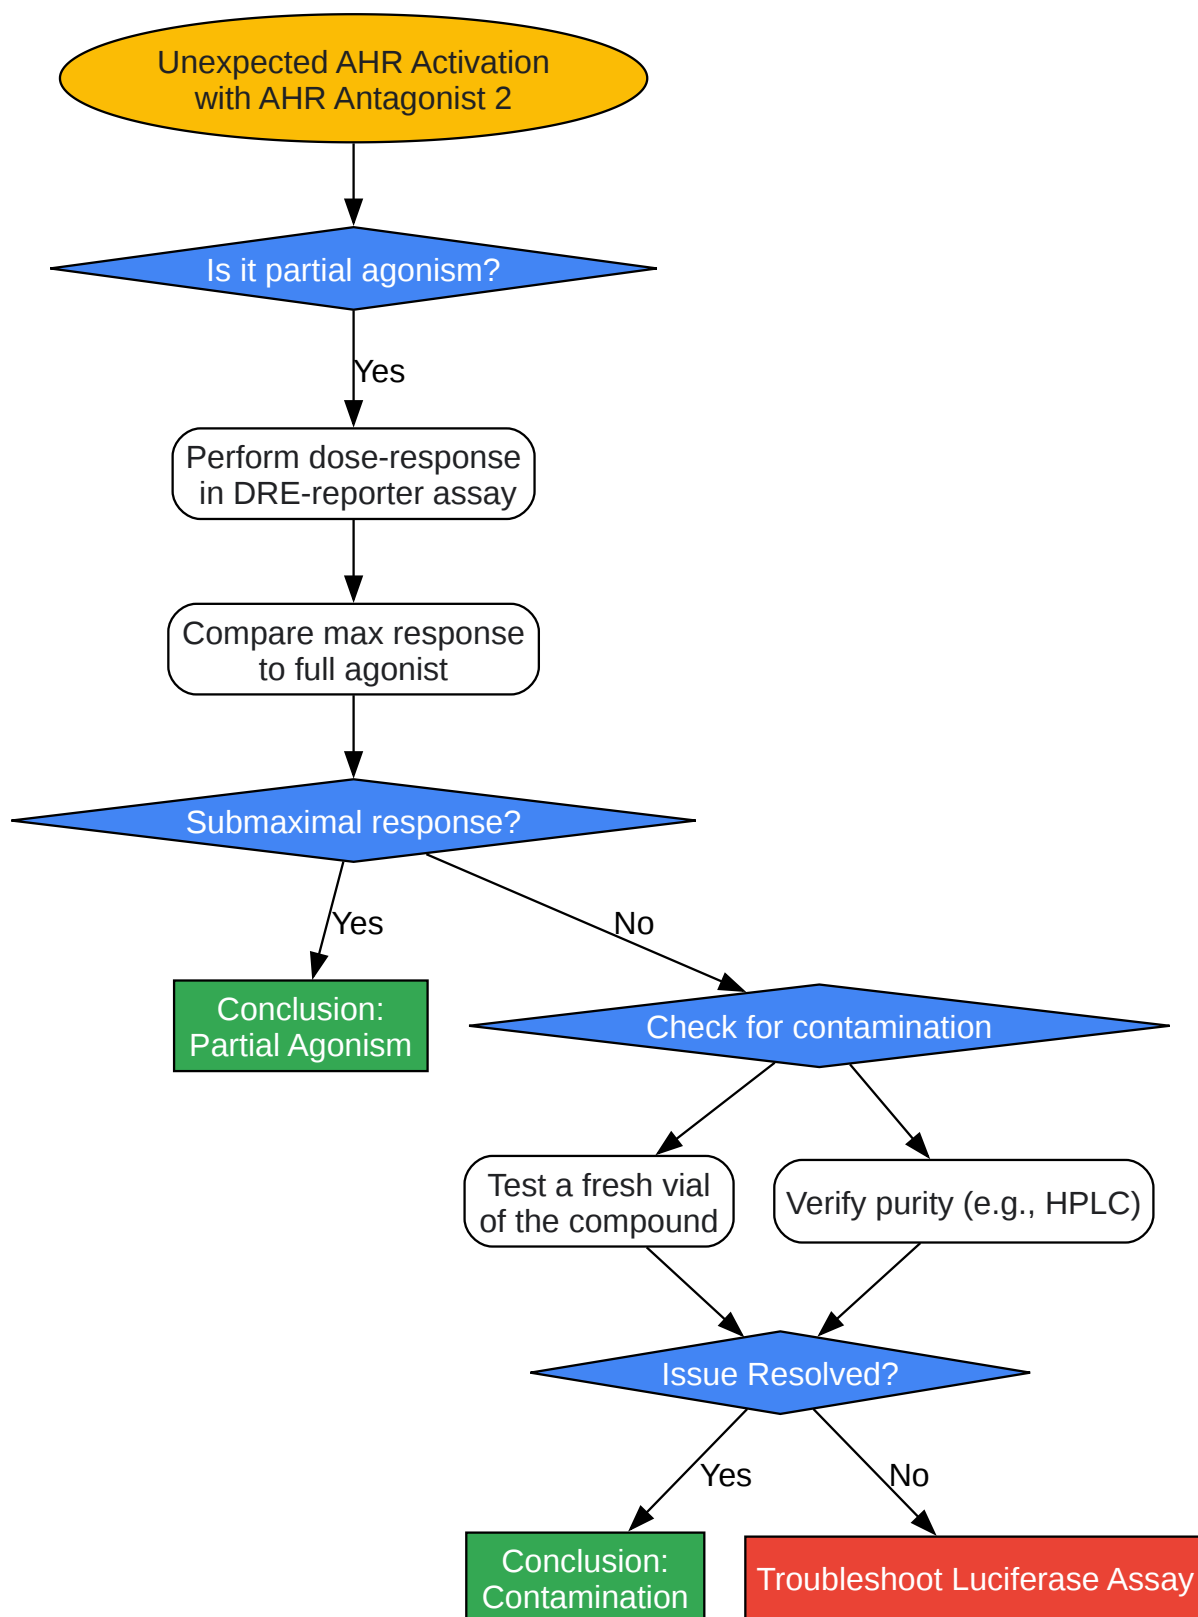 Unexpected AHR Activation
with AHR Antagonist 2
Is it partial agonism?
Yes
Perform dose-response
in DRE-reporter assay
Compare max response
to full agonist
Submaximal response?
Yes
No
Conclusion:
Partial Agonism
Check for contamination
Test a fresh vial
of the compound
Verify purity (e.g., HPLC)
Issue Resolved?
Yes
No
Conclusion:
Contamination
Troubleshoot Luciferase Assay